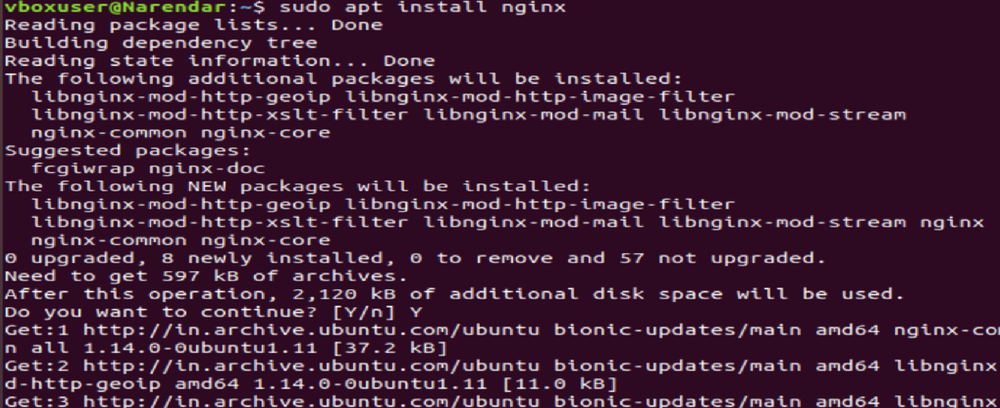 vboxuser@Narendar:~$ sudo apt install nginx
Reading package lists... Done
Building dependency tree
Reading state information... Done
The following additional packages will be installed:
  libnginx-mod-http-geoip libnginx-mod-http-image-filter
  libnginx-mod-http-xslt-filter libnginx-mod-mail libnginx-mod-stream
  nginx-common nginx-core
Suggested packages:
  fcgiwrap nginx-doc
The following NEW packages will be installed:
  libnginx-mod-http-geoip libnginx-mod-http-image-filter
  libnginx-mod-http-xslt-filter libnginx-mod-mail libnginx-mod-stream nginx
  nginx-common nginx-core
0 upgraded, 8 newly installed, 0 to remove and 57 not upgraded.
Need to get 597 kB of archives.
After this operation, 2,120 kB of additional disk space will be used.
Do you want to continue? [Y/n] Y
Get:1 http://in.archive.ubuntu.com/ubuntu bionic-updates/main amd64 nginx-co
n all 1.14.0-0ubuntu1.11 [37.2 kB]
Get:2 http://in.archive.ubuntu.com/ubuntu bionic-updates/main amd64 libnginx
d-http-geoip amd64 1.14.0-0ubuntu1.11 [11.0 kB]
Get:3 http://in.archive.ubuntu.com/ubuntu bionic-updates/main amd64 libnginx